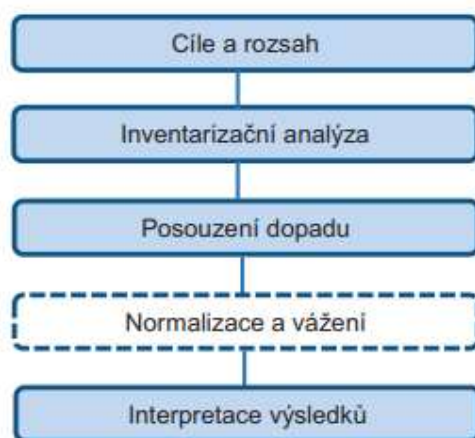 Cíle a rozsah
Inventarizační analýza
Posouzení dopadu
Normalizace a vážení
Interpretace výsledků